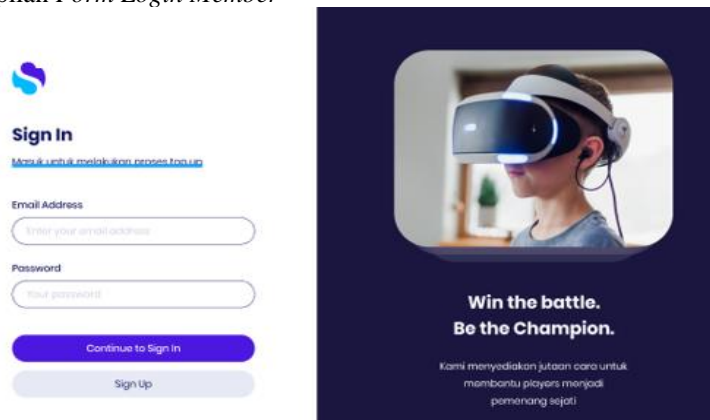 Form Login Member
Sign In
Masuk untuk melakukan proses top up
Email Address
Enter your email address
Password
Your password
Continue to Sign In
Sign Up
Win the battle.
Be the Champion.
Kami menyediakan jutaan cara untuk
membantu players menjadi
pemenang sejati